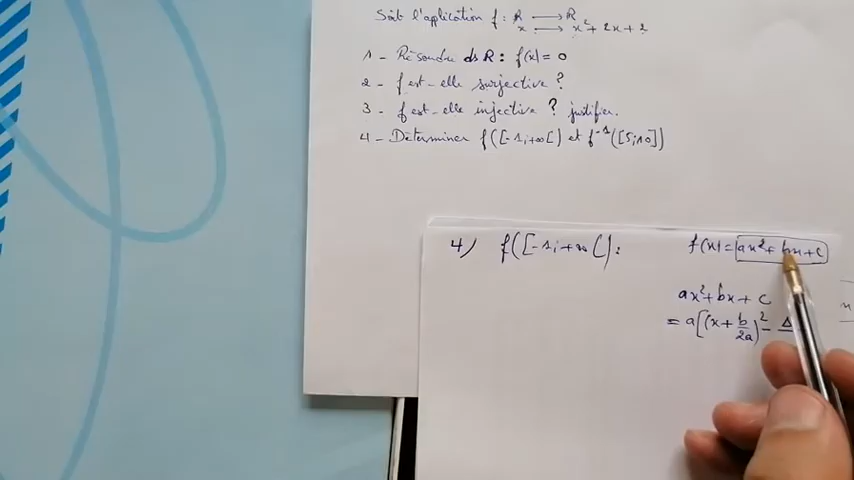 Soit l'application f : R ⟶ R
x ⟶ x² + 2x + 2
1 - Résoudre ds R : f(x) = 0
2 - f est-elle surjective ?
3 - f est-elle injective ? justifier.
4 - Déterminer f([-1;+∞[) et f⁻¹([5;10])
4/ f([-1;+∞[) : f(x) = ax² + bx + c
ax² + bx + c
= a[(x + b/2a)² - Δ